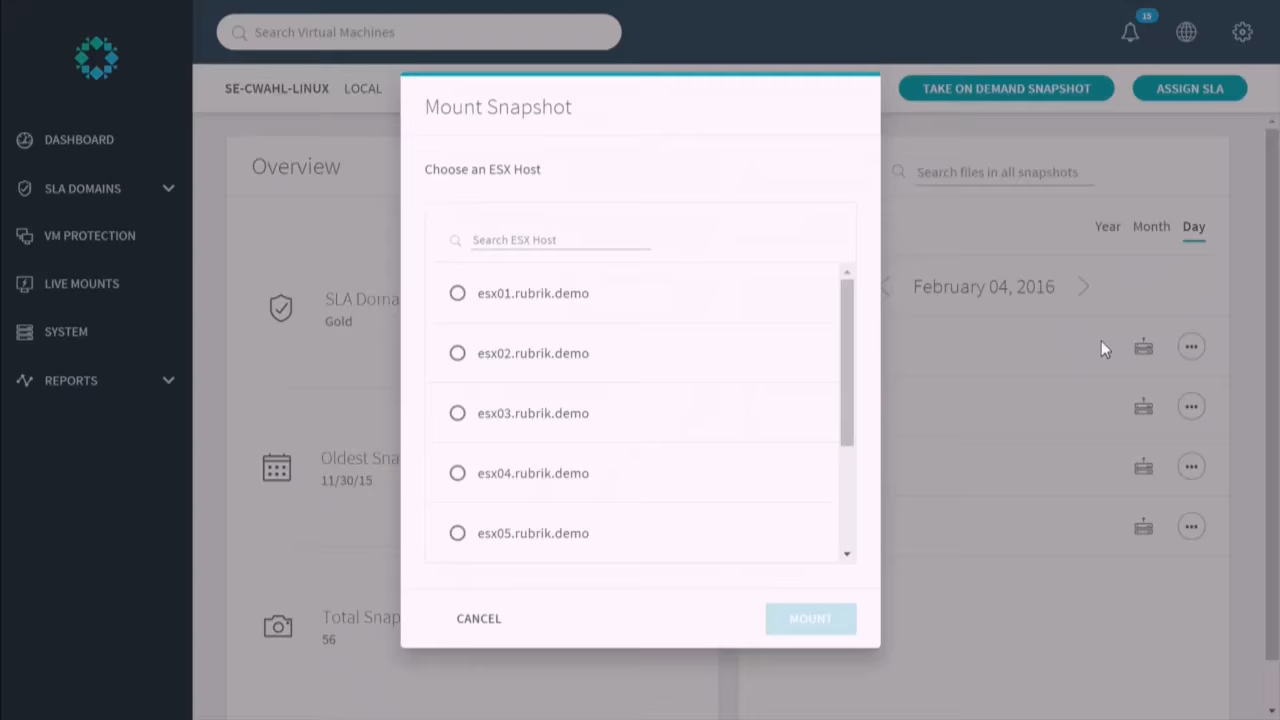 15
Search Virtual Machines
SE-CWAHL-LINUX LOCAL
TAKE ON DEMAND SNAPSHOT
ASSIGN SLA
DASHBOARD
SLA DOMAINS
VM PROTECTION
LIVE MOUNTS
SYSTEM
REPORTS
Overview
SLA Doma
Gold
Oldest Sna
11/30/15
Total Snap
56
Mount Snapshot
Choose an ESX Host
Search ESX Host
esx01.rubrik.demo
esx02.rubrik.demo
esx03.rubrik.demo
esx04.rubrik.demo
esx05.rubrik.demo
CANCEL
MOUNT
Search files in all snapshots
Year Month Day
February 04, 2016